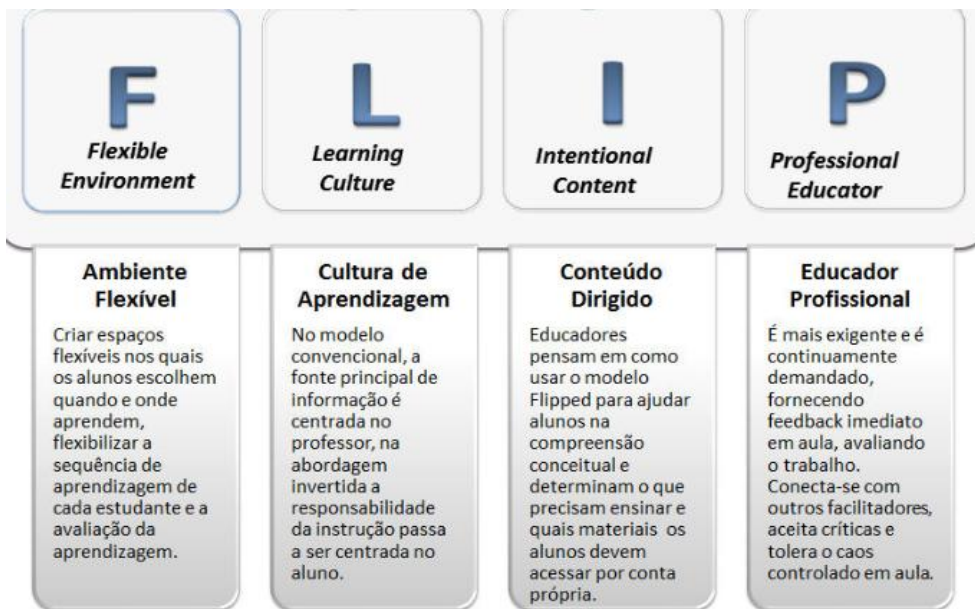 F
Flexible
Environment
L
Learning
Culture
I
Intentional
Content
P
Professional
Educator
Ambiente
Flexível
Criar espaços
flexíveis nos quais
os alunos escolhem
quando e onde
aprendem,
flexibilizar a
sequência de
aprendizagem de
cada estudante e a
avaliação da
aprendizagem.
Cultura de
Aprendizagem
No modelo
convencional, a
fonte principal de
informação é
centrada no
professor, na
abordagem
invertida a
responsabilidade
da instrução passa
a ser centrada no
aluno.
Conteúdo
Dirigido
Educadores
pensam em como
usar o modelo
Flipped para ajudar
alunos na
compreensão
conceitual e
determinam o que
precisam ensinar e
quais materiais os
alunos devem
acessar por conta
própria.
Educador
Profissional
É mais exigente e é
continuamente
demandado,
fornecendo
feedback imediato
em aula, avaliando
o trabalho.
Conecta-se com
outros facilitadores,
aceita críticas e
tolera o caos
controlado em aula.